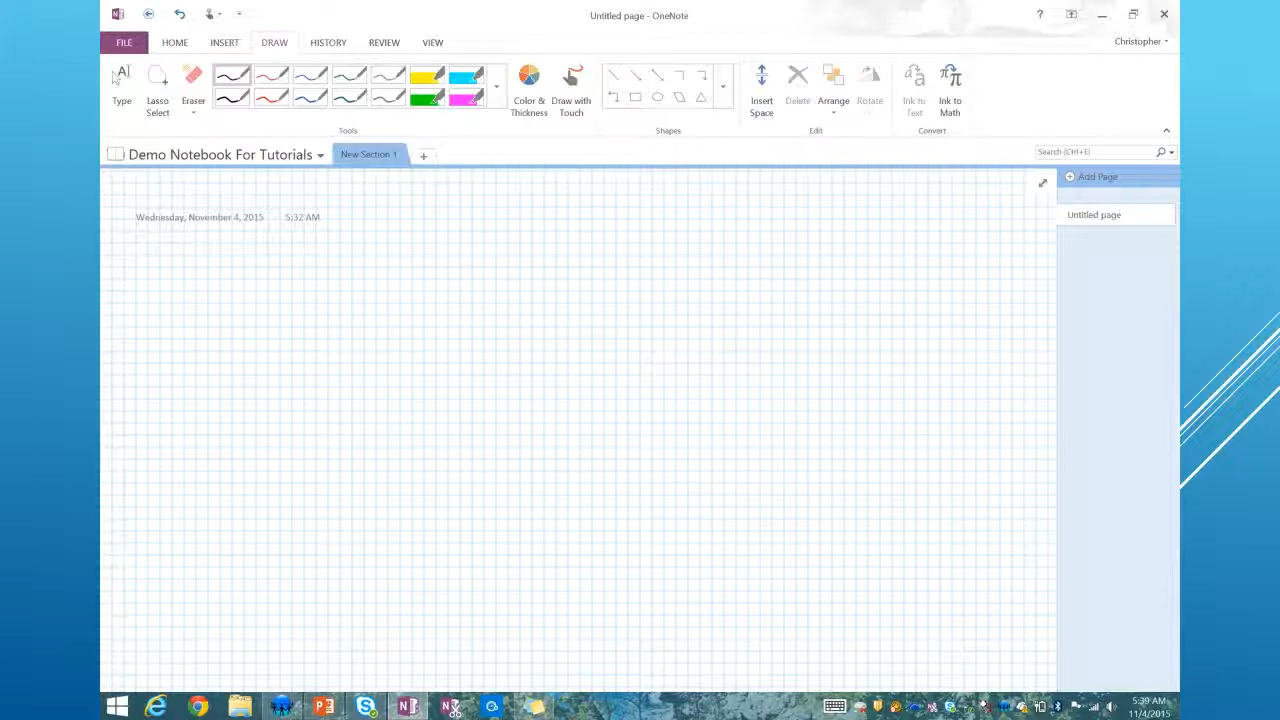 Untitled page - OneNote
FILE HOME INSERT DRAW HISTORY REVIEW VIEW
Christopher
Type
Lasso Select
Eraser
Color & Thickness
Draw with Touch
Insert Space
Delete
Arrange
Rotate
Ink to Text
Ink to Math
Tools
Shapes
Edit
Convert
Demo Notebook For Tutorials
New Section 1
Search (Ctrl+E)
Add Page
Untitled page
Wednesday, November 4, 2015 5:32 AM
5:39 AM
11/4/2015